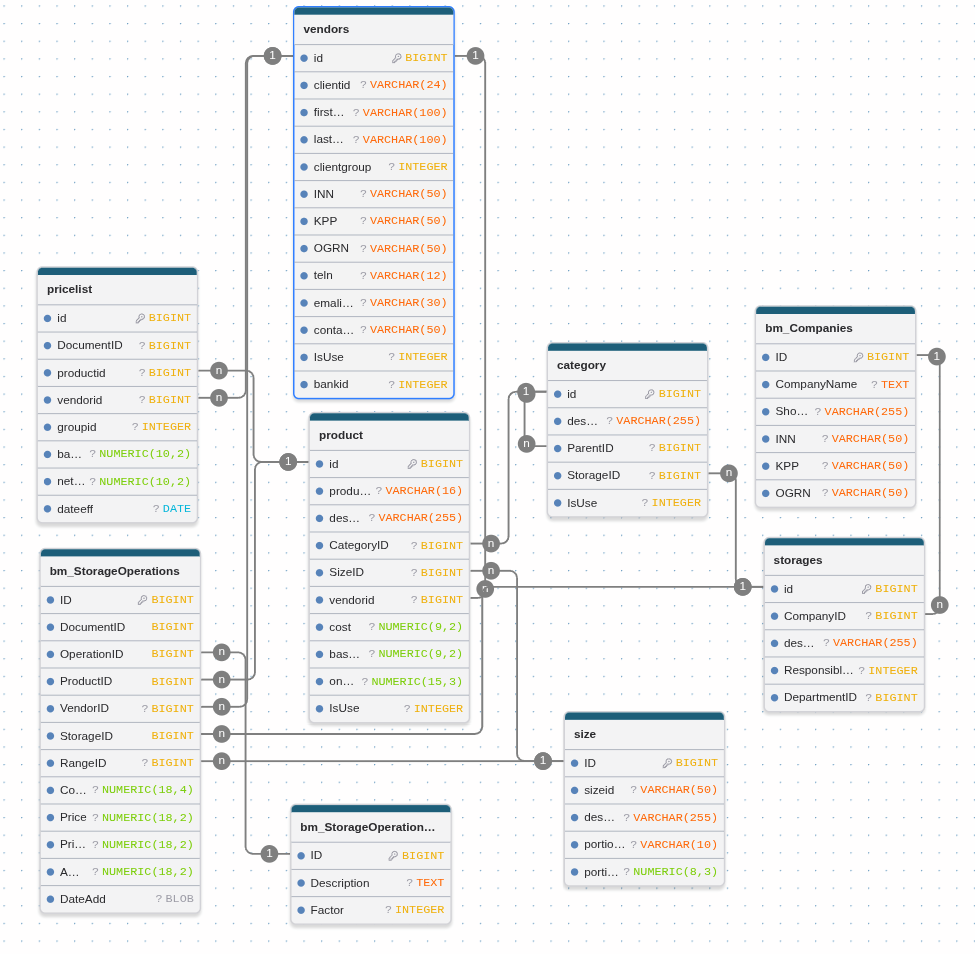 vendors
id BIGINT
clientid ? VARCHAR(24)
first... ? VARCHAR(100)
last... ? VARCHAR(100)
clientgroup ? INTEGER
INN ? VARCHAR(50)
KPP ? VARCHAR(50)
OGRN ? VARCHAR(50)
teln ? VARCHAR(12)
emali... ? VARCHAR(30)
conta... ? VARCHAR(50)
IsUse ? INTEGER
bankid ? INTEGER
1
1
pricelist
id BIGINT
DocumentID ? BIGINT
productid ? BIGINT
vendorid ? BIGINT
groupid ? INTEGER
ba... ? NUMERIC(10,2)
net... ? NUMERIC(10,2)
dateeff ? DATE
n
n
product
id BIGINT
produ... ? VARCHAR(16)
des... ? VARCHAR(255)
CategoryID ? BIGINT
SizeID ? BIGINT
vendorid ? BIGINT
cost ? NUMERIC(9,2)
bas... ? NUMERIC(9,2)
on... ? NUMERIC(15,3)
IsUse ? INTEGER
1
n
n
n
category
id BIGINT
des... ? VARCHAR(255)
ParentID ? BIGINT
StorageID ? BIGINT
IsUse ? INTEGER
1
n
n
bm_Companies
ID BIGINT
CompanyName ? TEXT
Sho... ? VARCHAR(255)
INN ? VARCHAR(50)
KPP ? VARCHAR(50)
OGRN ? VARCHAR(50)
1
storages
id BIGINT
CompanyID ? BIGINT
des... ? VARCHAR(255)
Responsibl... ? INTEGER
DepartmentID ? BIGINT
1
n
bm_StorageOperations
ID BIGINT
DocumentID BIGINT
OperationID BIGINT
ProductID BIGINT
VendorID ? BIGINT
StorageID BIGINT
RangeID ? BIGINT
Co... ? NUMERIC(18,4)
Price ? NUMERIC(18,2)
Pri... ? NUMERIC(18,2)
A... ? NUMERIC(18,2)
DateAdd ? BLOB
n
n
n
n
n
size
ID BIGINT
sizeid ? VARCHAR(50)
des... ? VARCHAR(255)
portio... ? VARCHAR(10)
porti... ? NUMERIC(8,3)
1
bm_StorageOperation...
ID BIGINT
Description ? TEXT
Factor ? INTEGER
1